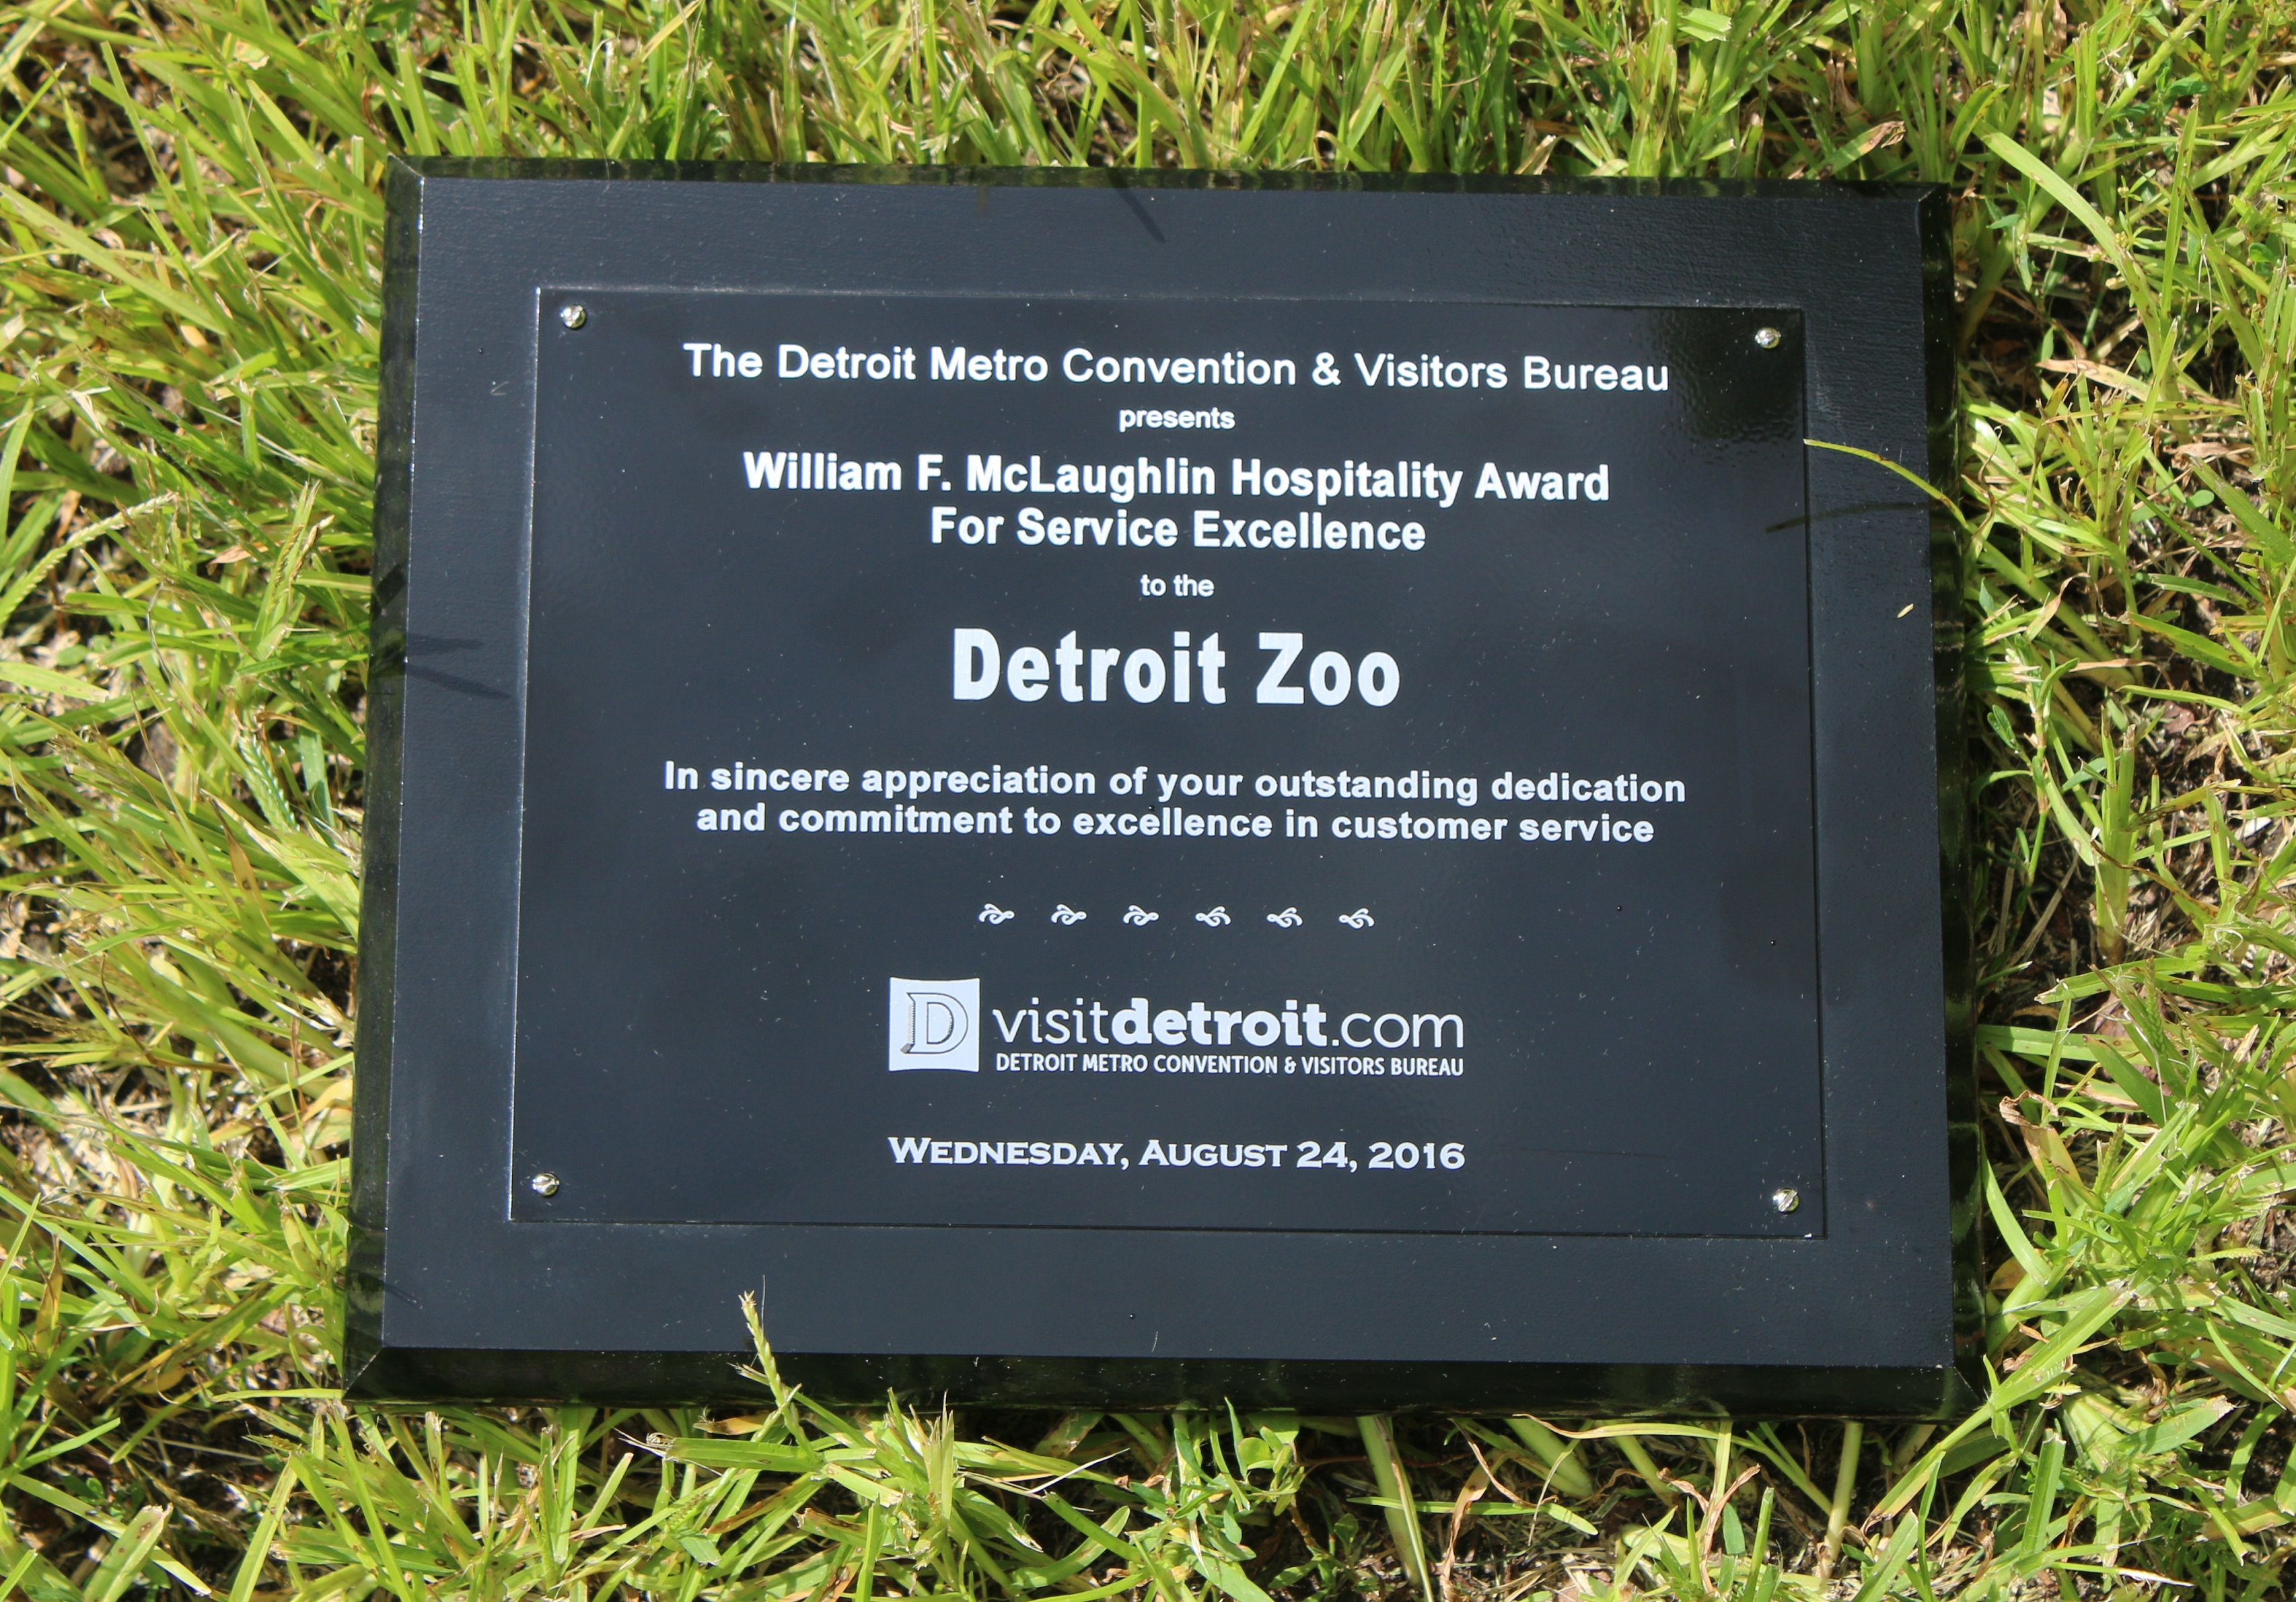 The Detroit Metro Convention & Visitors Bureau
presents
William F. McLaughlin Hospitality Award
For Service Excellence
to the
Detroit Zoo
In sincere appreciation of your outstanding dedication
and commitment to excellence in customer service
D visitdetroit.com
DETROIT METRO CONVENTION & VISITORS BUREAU
WEDNESDAY, AUGUST 24, 2016